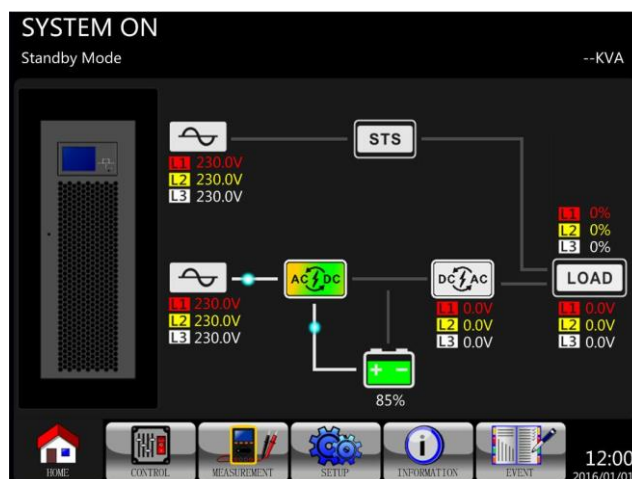 SYSTEM ON
Standby Mode
--KVA
STS
L1 230.0V
L2 230.0V
L3 230.0V
L1 0%
L2 0%
L3 0%
AC DC
DC AC
LOAD
L1 230.0V
L2 230.0V
L3 230.0V
L1 0.0V
L2 0.0V
L3 0.0V
L1 0.0V
L2 0.0V
L3 0.0V
85%
HOME
CONTROL
MEASUREMENT
SETUP
INFORMATION
EVENT
12:00
2016/01/01